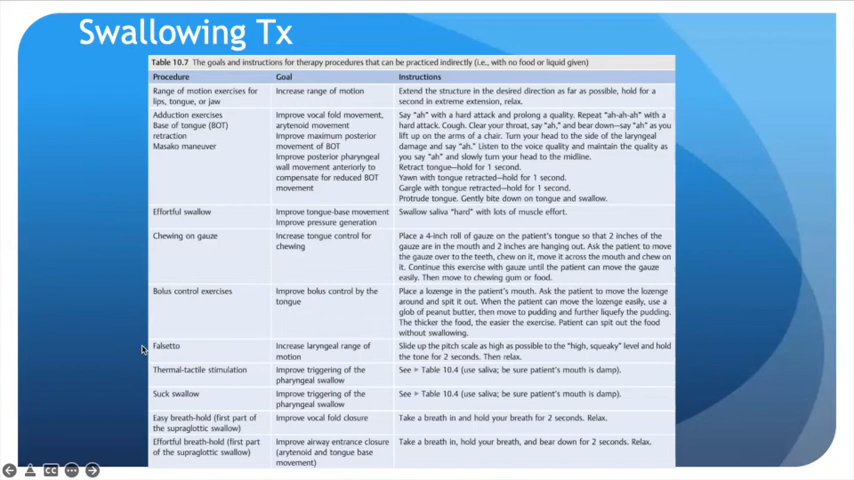 Swallowing Tx
Table 10.7 The goals and instructions for therapy procedures that can be practiced indirectly (i.e., with no food or liquid given)
Procedure Goal Instructions
Range of motion exercises for Increase range of motion Extend the structure in the desired direction as far as possible, hold for a
lips, tongue, or jaw second in extreme extension, relax.
Adduction exercises Improve vocal fold movement, Say "ah" with a hard attack and prolong a quality. Repeat "ah-ah-ah" with a
Base of tongue (BOT) arytenoid movement hard attack. Cough. Clear your throat, say "ah," and bear down—say "ah" as you
retraction Improve maximum posterior lift up on the arms of a chair. Turn your head to the side of the laryngeal
Masako maneuver movement of BOT damage and say "ah." Listen to the voice quality and maintain the quality as
Improve posterior pharyngeal you say "ah" and slowly turn your head to the midline.
wall movement anteriorly to Retract tongue—hold for 1 second.
compensate for reduced BOT Yawn with tongue retracted—hold for 1 second.
movement Gargle with tongue retracted—hold for 1 second.
Protrude tongue. Gently bite down on tongue and swallow.
Effortful swallow Improve tongue-base movement Swallow saliva "hard" with lots of muscle effort.
Improve pressure generation
Chewing on gauze Increase tongue control for Place a 4-inch roll of gauze on the patient's tongue so that 2 inches of the
chewing gauze are in the mouth and 2 inches are hanging out. Ask the patient to move
the gauze over to the teeth, chew on it, move it across the mouth and chew on
it. Continue this exercise with gauze until the patient can move the gauze
easily. Then move to chewing gum or food.
Bolus control exercises Improve bolus control by the Place a lozenge in the patient's mouth. Ask the patient to move the lozenge
tongue around and spit it out. When the patient can move the lozenge easily, use a
glob of peanut butter, then move to pudding and further liquefy the pudding.
The thicker the food, the easier the exercise. Patient can spit out the food
without swallowing.
Falsetto Increase laryngeal range of Slide up the pitch scale as high as possible to the "high, squeaky" level and hold
motion the tone for 2 seconds. Then relax.
Thermal-tactile stimulation Improve triggering of the See ▸ Table 10.4 (use saliva; be sure patient's mouth is damp).
pharyngeal swallow
Suck swallow Improve triggering of the See ▸ Table 10.4 (use saliva; be sure patient's mouth is damp).
pharyngeal swallow
Easy breath-hold (first part of Improve vocal fold closure Take a breath in and hold your breath for 2 seconds. Relax.
the supraglottic swallow)
Effortful breath-hold (first part Improve airway entrance closure Take a breath in, hold your breath, and bear down for 2 seconds. Relax.
of the supraglottic swallow) (arytenoid and tongue base
movement)
CC